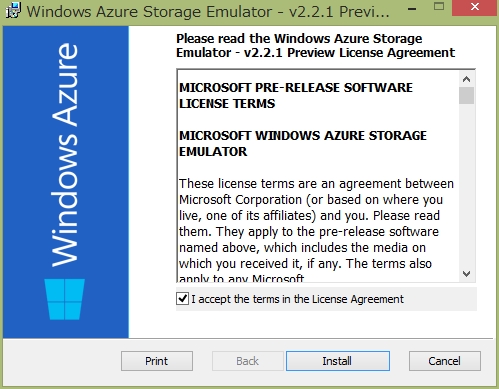 Windows Azure Storage Emulator - v2.2.1 Previ...
Windows Azure
Please read the Windows Azure Storage
Emulator - v2.2.1 Preview License Agreement
MICROSOFT PRE-RELEASE SOFTWARE
LICENSE TERMS
MICROSOFT WINDOWS AZURE STORAGE
EMULATOR
These license terms are an agreement between
Microsoft Corporation (or based on where you
live, one of its affiliates) and you. Please read
them. They apply to the pre-release software
named above, which includes the media on
which you received it, if any. The terms also
apply to any Microsoft
I accept the terms in the License Agreement
Print
Back
Install
Cancel